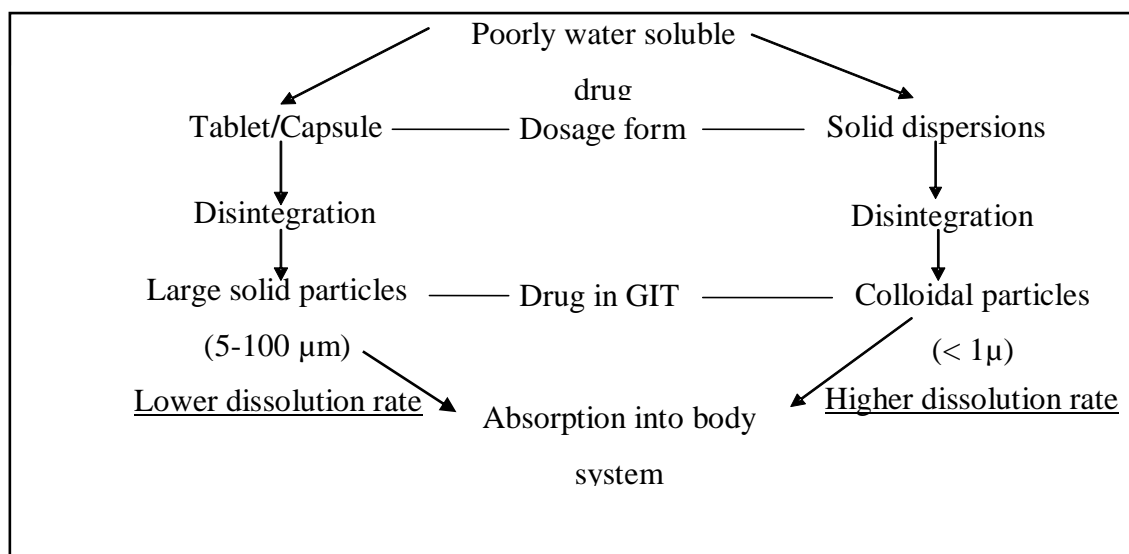 Poorly water soluble
drug
Tablet/Capsule Dosage form Solid dispersions
Disintegration Disintegration
Large solid particles Drug in GIT Colloidal particles
(5-100 µm) (< 1µ)
Lower dissolution rate Higher dissolution rate
Absorption into body
system